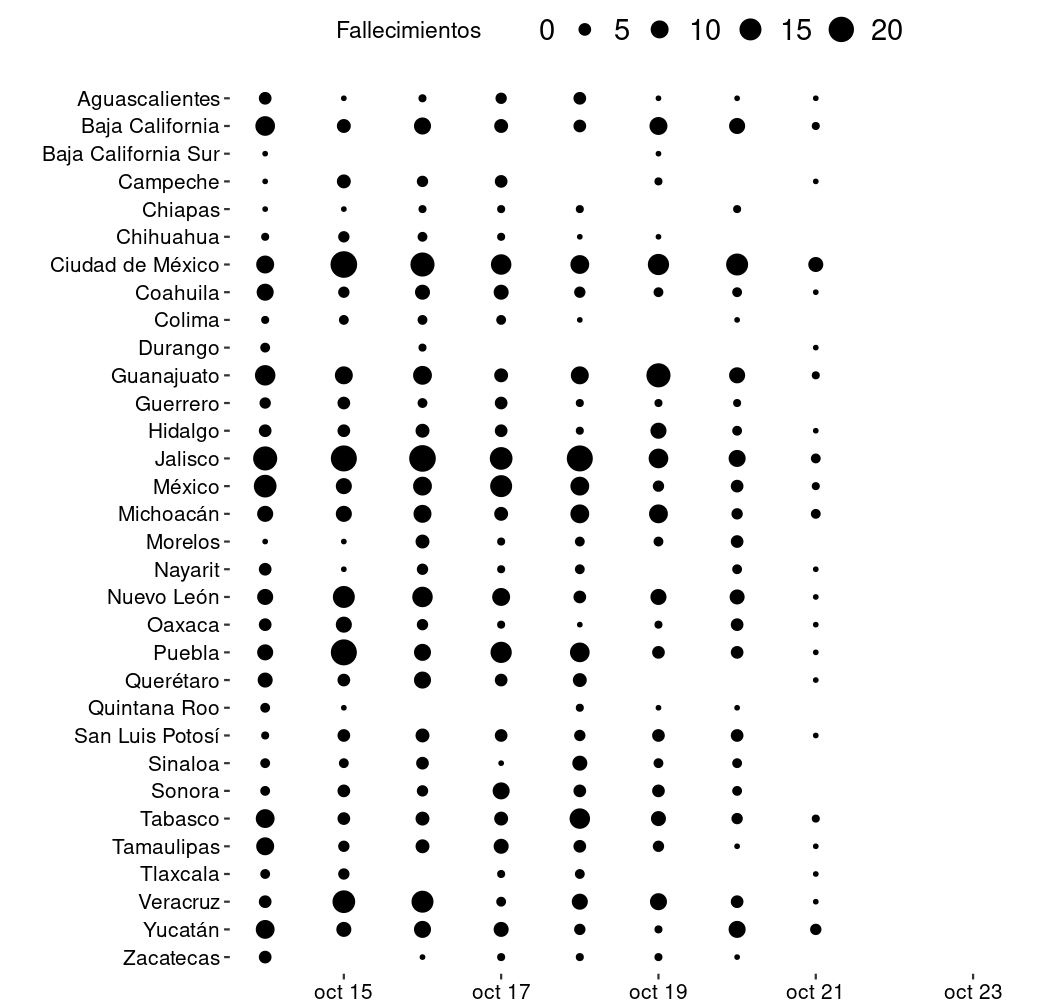 Fallecimientos 0 5 10 15 20
Aguascalientes
Baja California
Baja California Sur
Campeche
Chiapas
Chihuahua
Ciudad de México
Coahuila
Colima
Durango
Guanajuato
Guerrero
Hidalgo
Jalisco
México
Michoacán
Morelos
Nayarit
Nuevo León
Oaxaca
Puebla
Querétaro
Quintana Roo
San Luis Potosí
Sinaloa
Sonora
Tabasco
Tamaulipas
Tlaxcala
Veracruz
Yucatán
Zacatecas
oct 15 oct 17 oct 19 oct 21 oct 23